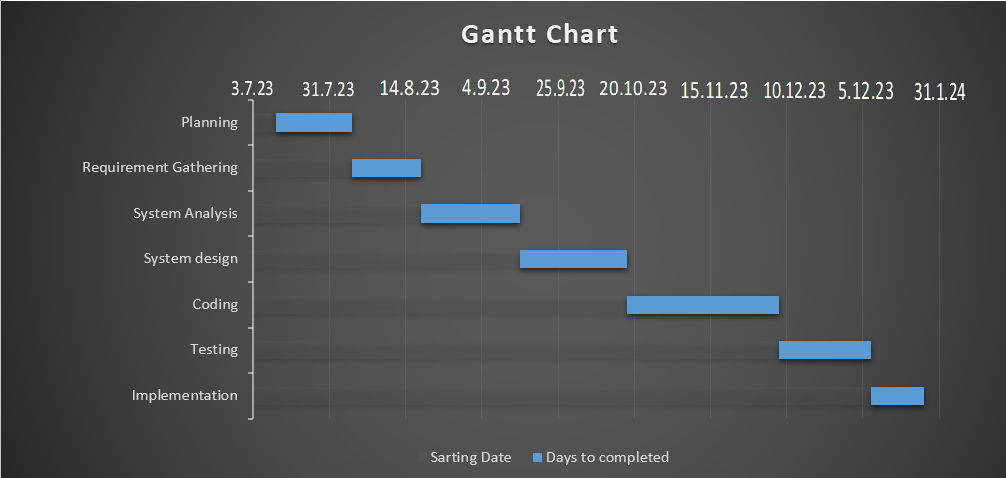 Gantt Chart
3.7.23 31.7.23 14.8.23 4.9.23 25.9.23 20.10.23 15.11.23 10.12.23 5.12.23 31.1.24
Planning
Requirement Gathering
System Analysis
System design
Coding
Testing
Implementation
Sarting Date Days to completed